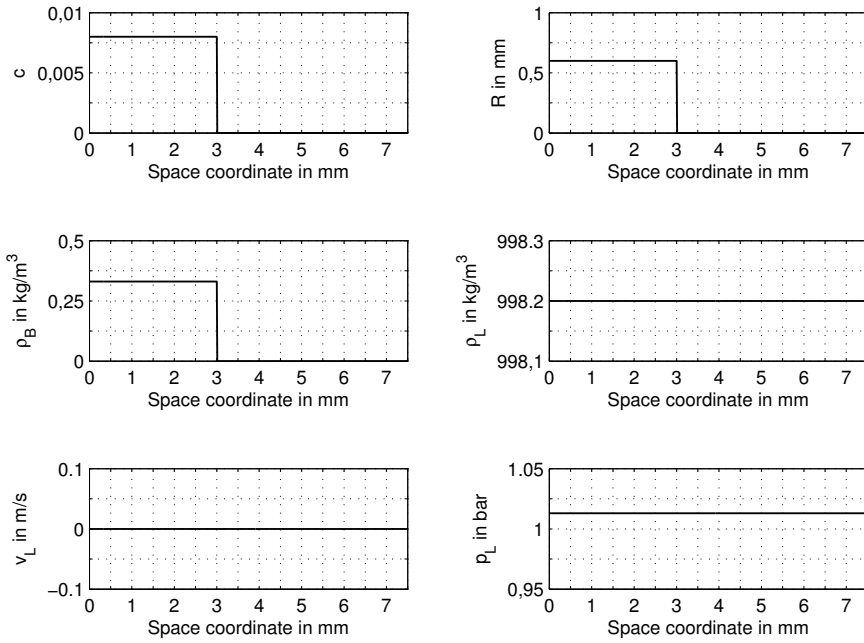 0.01
0,005
0
c
0 1 2 3 4 5 6 7
Space coordinate in mm
1
0,5
0
R in mm
0 1 2 3 4 5 6 7
Space coordinate in mm
0,5
0,25
0
ρ_B in kg/m³
0 1 2 3 4 5 6 7
Space coordinate in mm
998.3
998.2
998,1
ρ_L in kg/m³
0 1 2 3 4 5 6 7
Space coordinate in mm
0.1
0
−0.1
v_L in m/s
0 1 2 3 4 5 6 7
Space coordinate in mm
1.05
1
0,95
p_L in bar
0 1 2 3 4 5 6 7
Space coordinate in mm